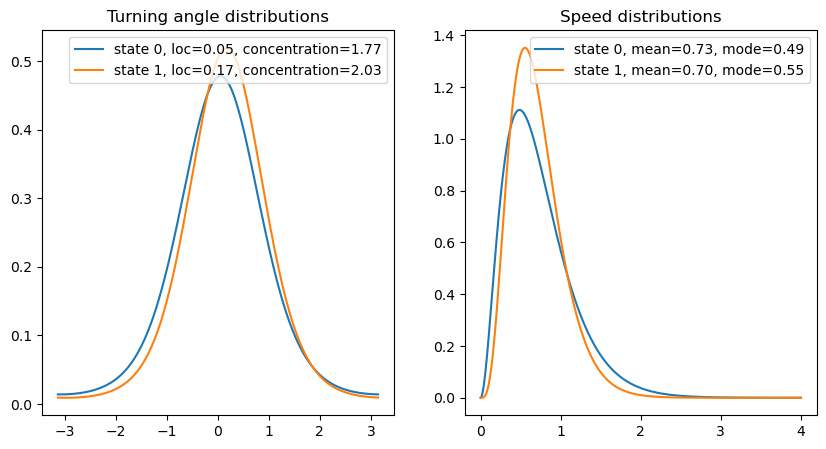 Turning angle distributions
state 0, loc=0.05, concentration=1.77
state 1, loc=0.17, concentration=2.03
0.5
0.4
0.3
0.2
0.1
0.0
−3 −2 −1 0 1 2 3
Speed distributions
state 0, mean=0.73, mode=0.49
state 1, mean=0.70, mode=0.55
1.4
1.2
1.0
0.8
0.6
0.4
0.2
0.0
0 1 2 3 4